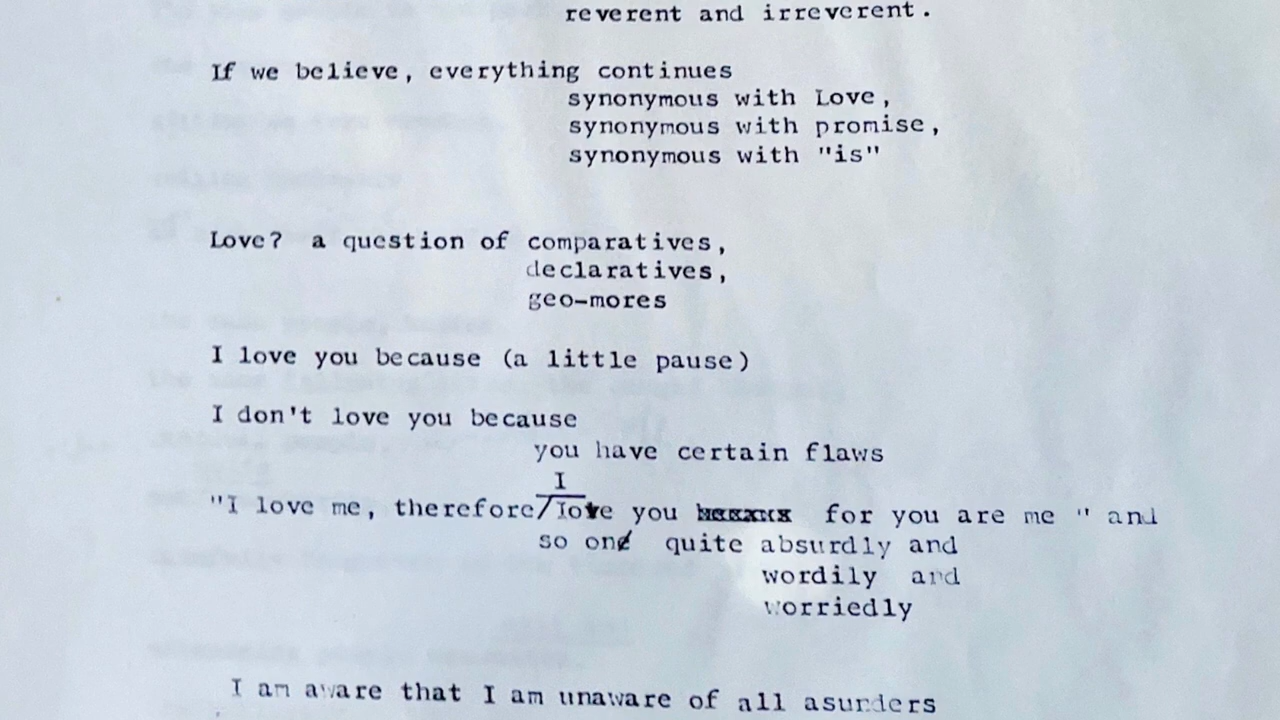 reverent and irreverent.
If we believe, everything continues
synonymous with Love,
synonymous with promise,
synonymous with "is"
Love? a question of comparatives,
declaratives,
geo-mores
I love you because (a little pause)
I don't love you because
you have certain flaws
I
"I love me, therefore/love you for you are me " and
so on quite absurdly and
wordily and
worriedly
I am aware that I am unaware of all asunders